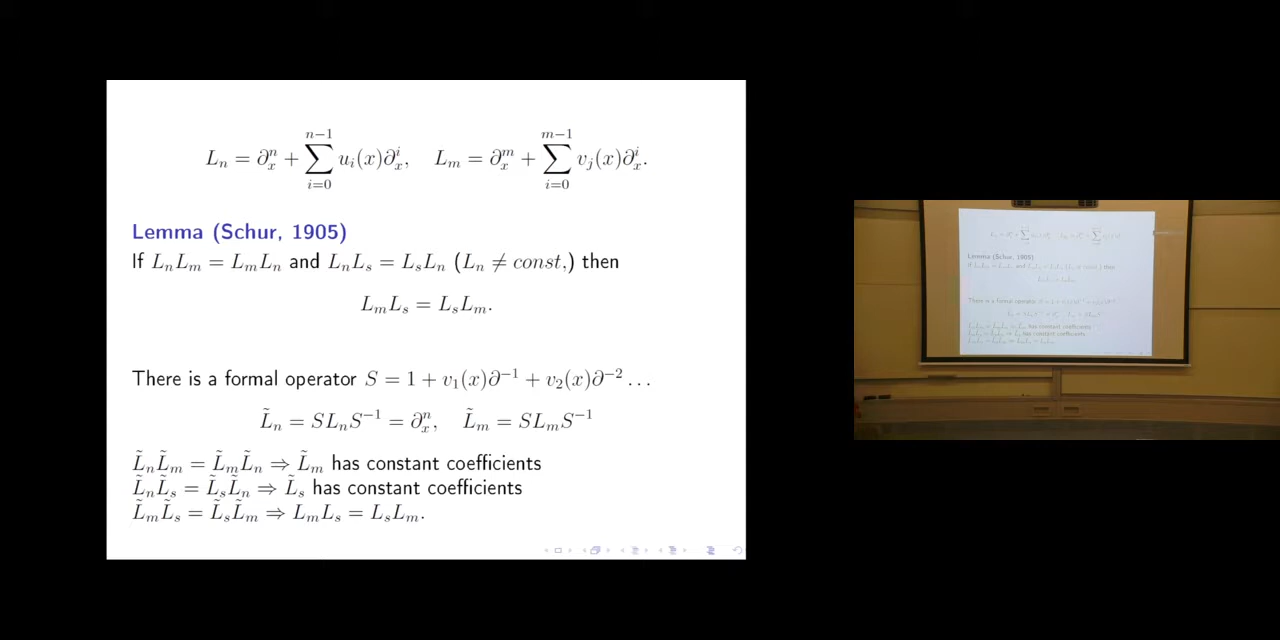 L_n = ∂_x^n + ∑_{i=0}^{n−1} u_i(x)∂_x^i, L_m = ∂_x^m + ∑_{i=0}^{m−1} v_j(x)∂_x^i.
Lemma (Schur, 1905)
If L_nL_m = L_mL_n and L_nL_s = L_sL_n (L_n ≠ const,) then
L_mL_s = L_sL_m.
There is a formal operator S = 1 + v_1(x)∂^{−1} + v_2(x)∂^{−2} . . .
L̃_n = SL_nS^{−1} = ∂_x^n, L̃_m = SL_mS^{−1}
L̃_nL̃_m = L̃_mL̃_n ⇒ L̃_m has constant coefficients
L̃_nL̃_s = L̃_sL̃_n ⇒ L̃_s has constant coefficients
L̃_mL̃_s = L̃_sL̃_m ⇒ L_mL_s = L_sL_m.